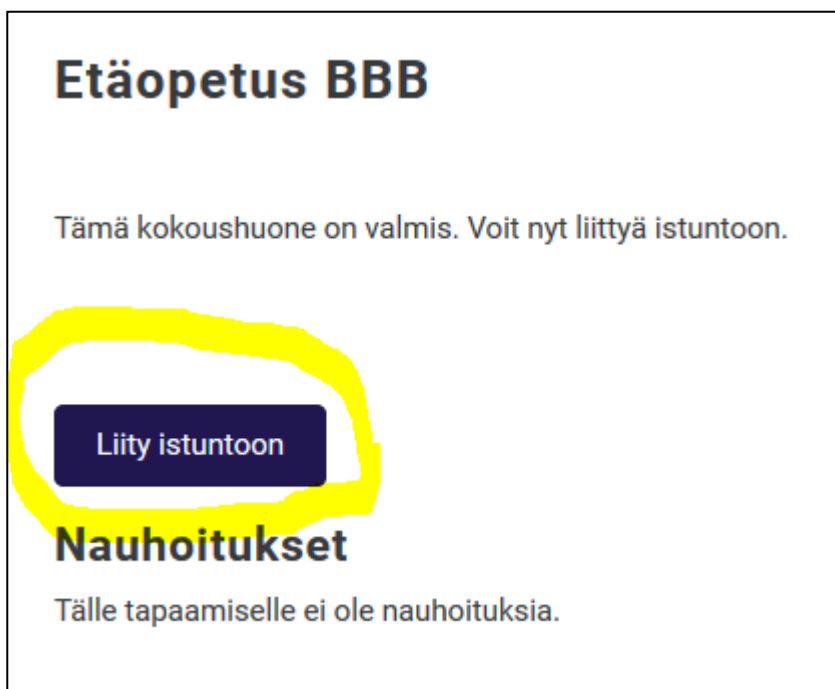 Etäopetus BBB
Tämä kokoushuone on valmis. Voit nyt liittyä istuntoon.
Liity istuntoon
Nauhoitukset
Tälle tapaamiselle ei ole nauhoituksia.